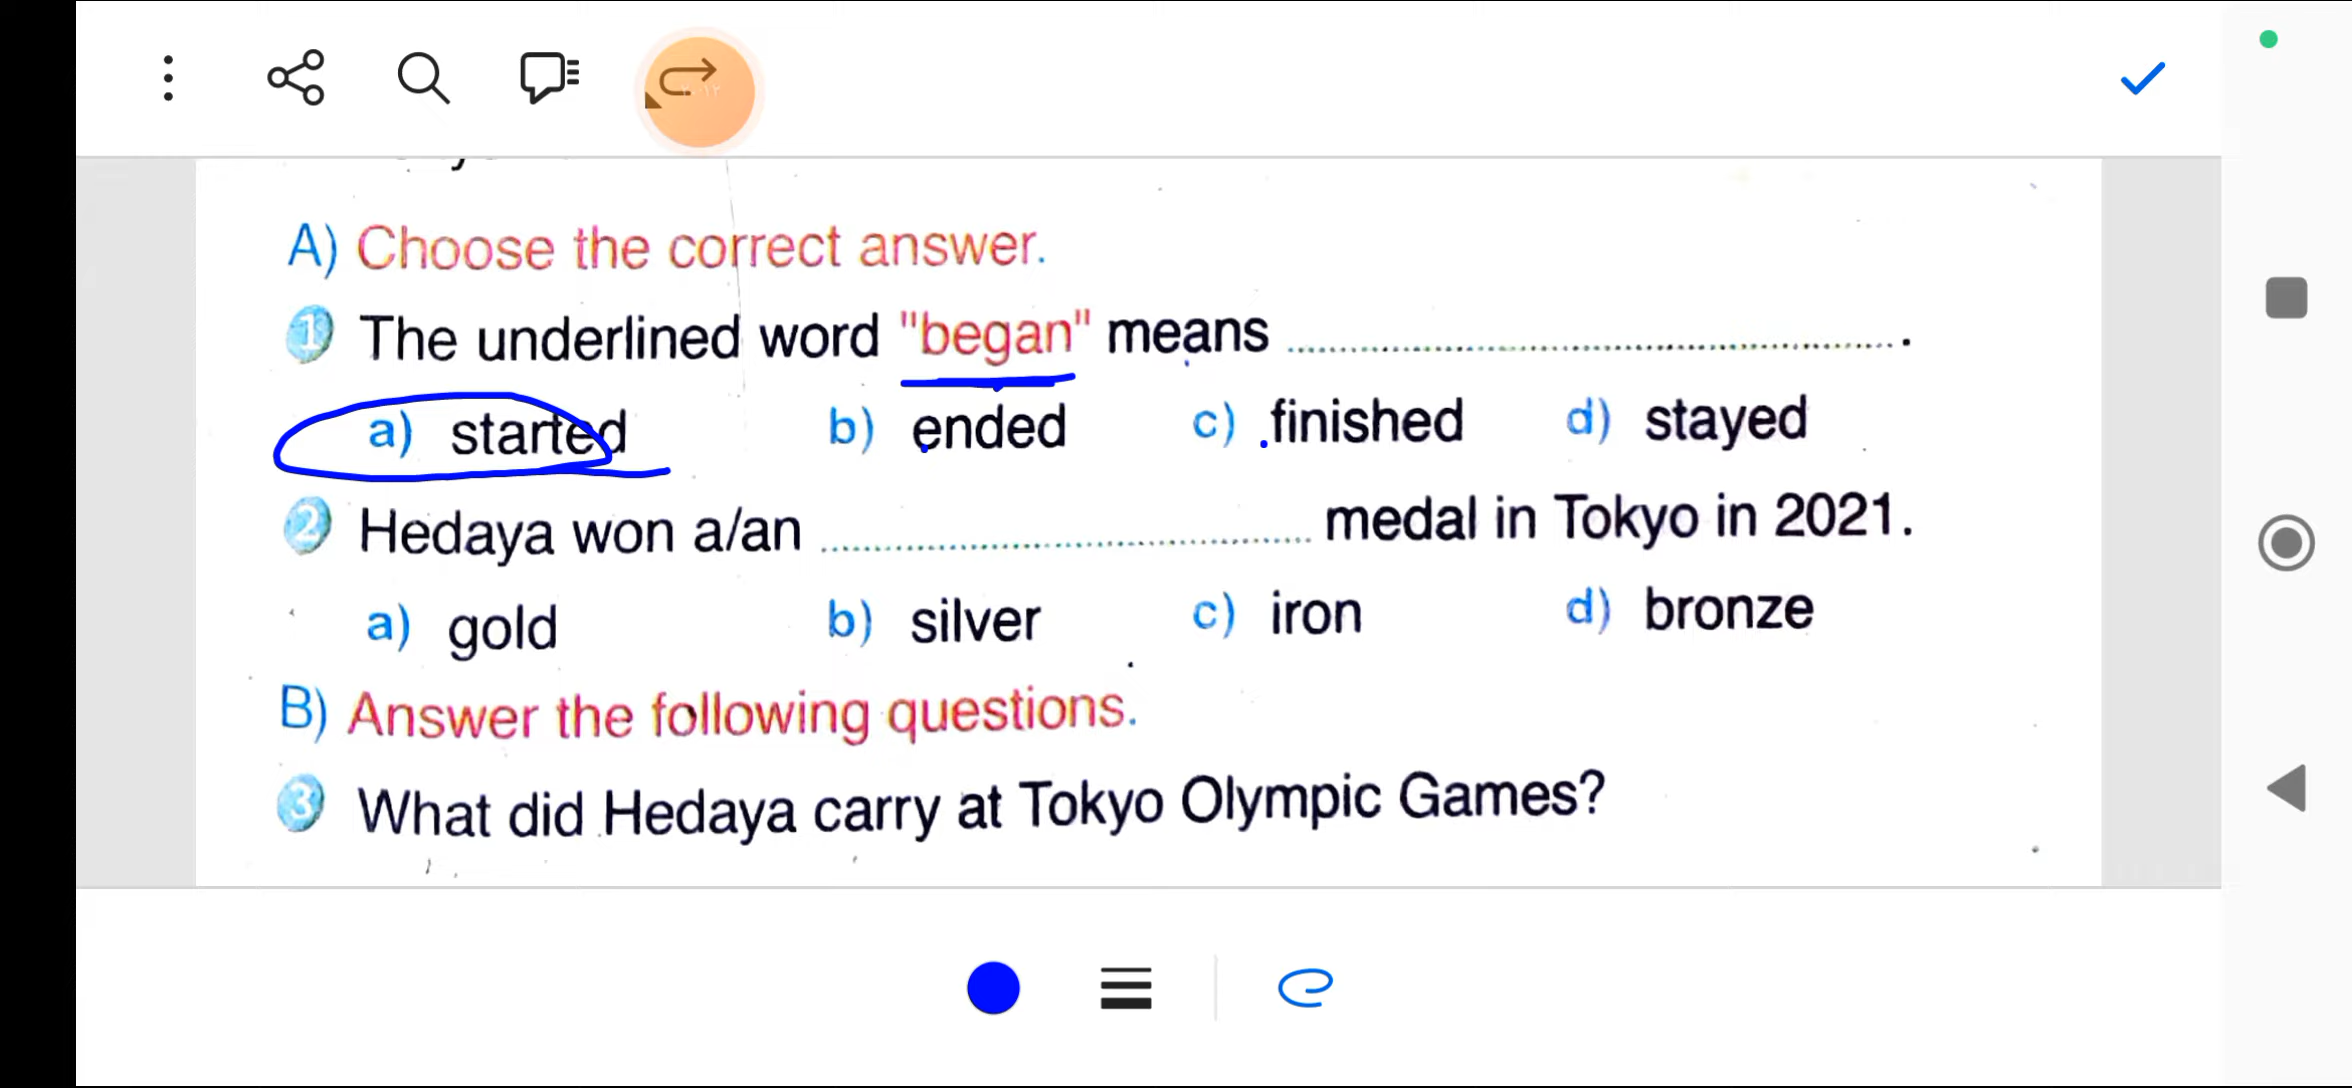 A) Choose the correct answer.
1 The underlined word "began" means .................... .
a) started b) ended c) finished d) stayed
2 Hedaya won a/an .................... medal in Tokyo in 2021.
a) gold b) silver c) iron d) bronze
B) Answer the following questions.
3 What did Hedaya carry at Tokyo Olympic Games?